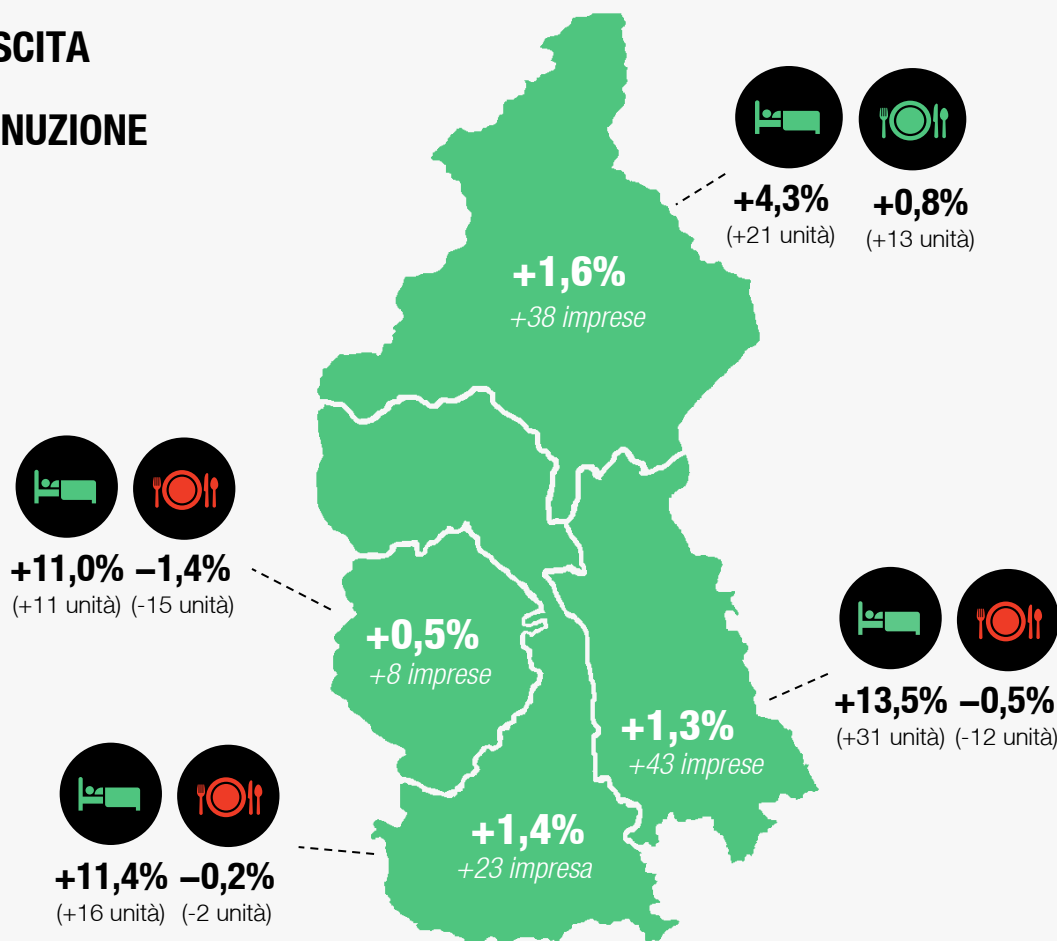 SCITA
NUZIONE
+4,3% +0,8%
(+21 unità) (+13 unità)
+1,6%
+38 imprese
+11,0% –1,4%
(+11 unità) (-15 unità)
+0,5%
+8 imprese
+13,5% –0,5%
(+31 unità) (-12 unità)
+1,3%
+43 imprese
+1,4%
+23 impresa
+11,4% –0,2%
(+16 unità) (-2 unità)